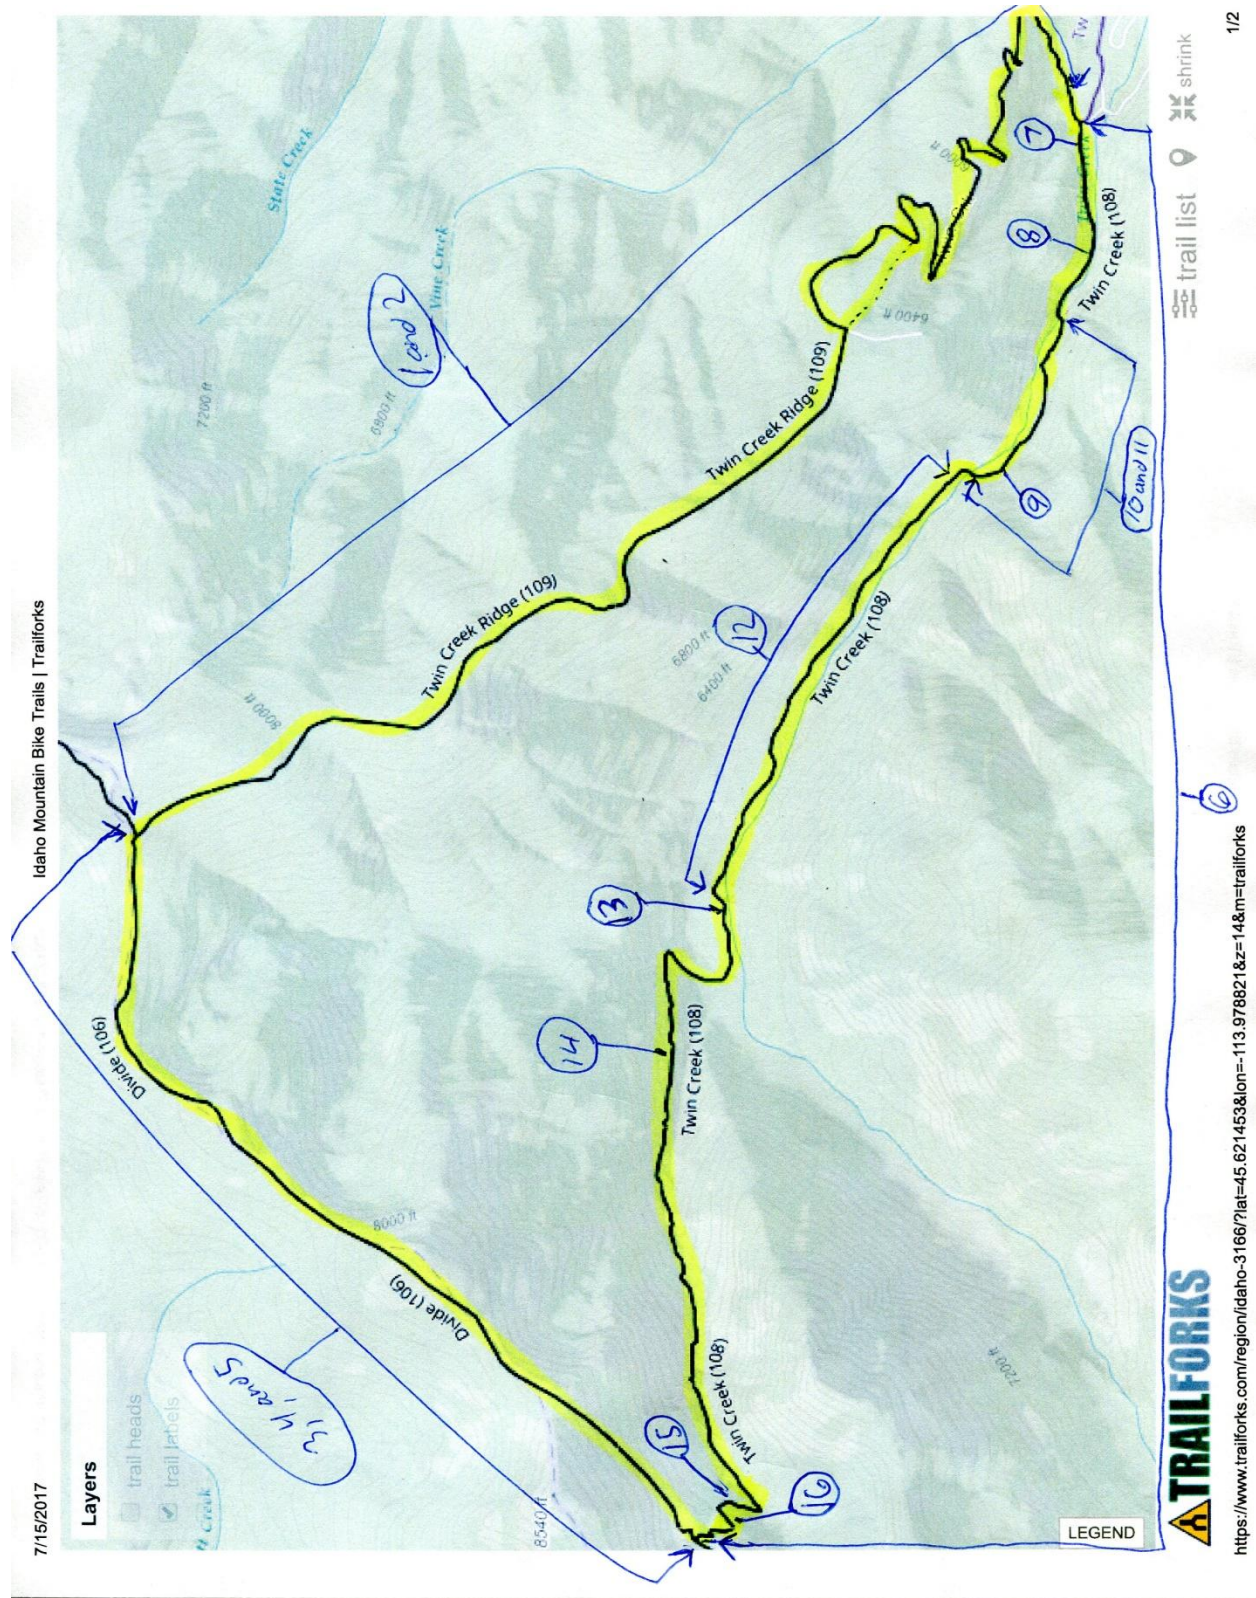 7/15/2017
Idaho Mountain Bike Trails | Trailforks
Layers
trail heads
trail labels
Creek
3, 4, and 5
Divide (106)
Divide (106)
8000 ft
8540 ft
8000 ft
7200 ft
State Creek
6800 ft
Vine Creek
1 and 2
Twin Creek Ridge (109)
Twin Creek Ridge (109)
6400 ft
6000 ft
6800 ft
6400 ft
12
13
14
15
16
Twin Creek (108)
Twin Creek (108)
Twin Creek (108)
Twin Creek (108)
7
8
9
10 and 11
Tw
7200 ft
LEGEND
6
TRAILFORKS
trail list
shrink
https://www.trailforks.com/region/idaho-3166/?lat=45.621453&lon=-113.978821&z=14&m=trailforks
1/2